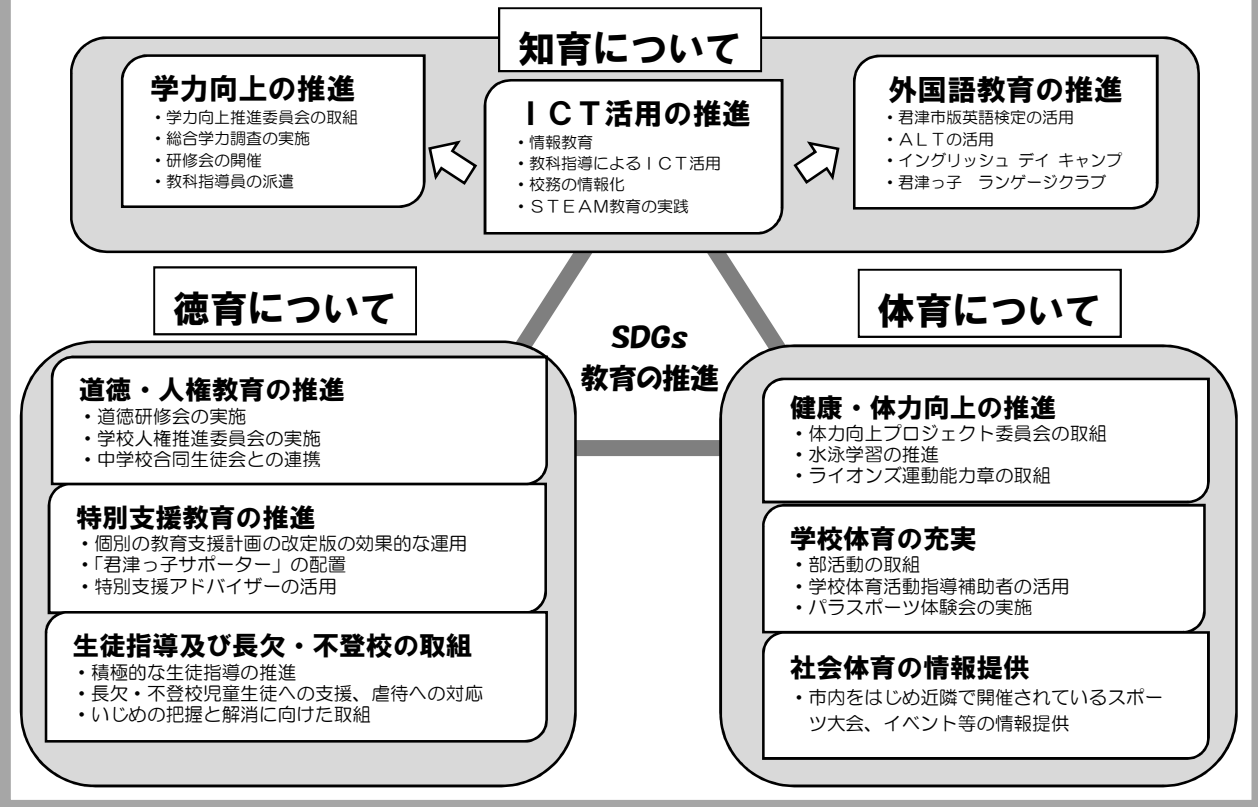 知育について
学力向上の推進
・学力向上推進委員会の取組
・総合学力調査の実施
・研修会の開催
・教科指導員の派遣
ＩＣＴ活用の推進
・情報教育
・教科指導によるＩＣＴ活用
・校務の情報化
・ＳＴＥＡＭ教育の実践
外国語教育の推進
・君津市版英語検定の活用
・ＡＬＴの活用
・イングリッシュ デイ キャンプ
・君津っ子　ランゲージクラブ
徳育について
道徳・人権教育の推進
・道徳研修会の実施
・学校人権推進委員会の実施
・中学校合同生徒会との連携
特別支援教育の推進
・個別の教育支援計画の改定版の効果的な運用
・「君津っ子サポーター」の配置
・特別支援アドバイザーの活用
生徒指導及び長欠・不登校の取組
・積極的な生徒指導の推進
・長欠・不登校児童生徒への支援、虐待への対応
・いじめの把握と解消に向けた取組
SDGs
教育の推進
体育について
健康・体力向上の推進
・体力向上プロジェクト委員会の取組
・水泳学習の推進
・ライオンズ運動能力章の取組
学校体育の充実
・部活動の取組
・学校体育活動指導補助者の活用
・パラスポーツ体験会の実施
社会体育の情報提供
・市内をはじめ近隣で開催されているスポー
ツ大会、イベント等の情報提供